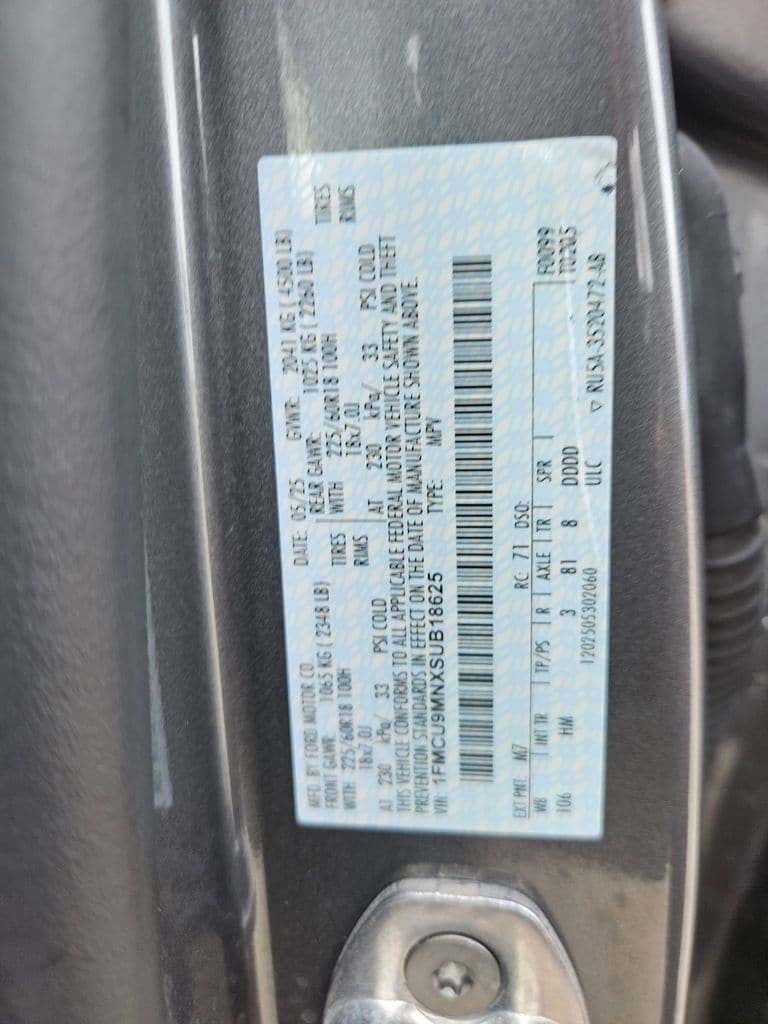 MFD. BY FORD MOTOR CO.
DATE: 05/25 GVWR: 2041 KG ( 4500 LB)
FRONT GAWR: 1065 KG ( 2348 LB) REAR GAWR: 1025 KG ( 2260 LB)
WITH 225/60R18 100H TIRES WITH 225/60R18 100H TIRES
18x7.0J RIMS 18x7.0J RIMS
AT 230 kPa/ 33 PSI COLD AT 230 kPa/ 33 PSI COLD
THIS VEHICLE CONFORMS TO ALL APPLICABLE FEDERAL MOTOR VEHICLE SAFETY AND THEFT
PREVENTION STANDARDS IN EFFECT ON THE DATE OF MANUFACTURE SHOWN ABOVE.
VIN: 1FMCU9MNXSUB18625 TYPE: MPV
EXT PNT: M7 RC: 71 DSO: F0099
WB INT TR TP/PS R AXLE TR SPR T0205
106 HM 3 81 8 DDDD
1202505302060 ULC ▽ RU5A-3520472-AB